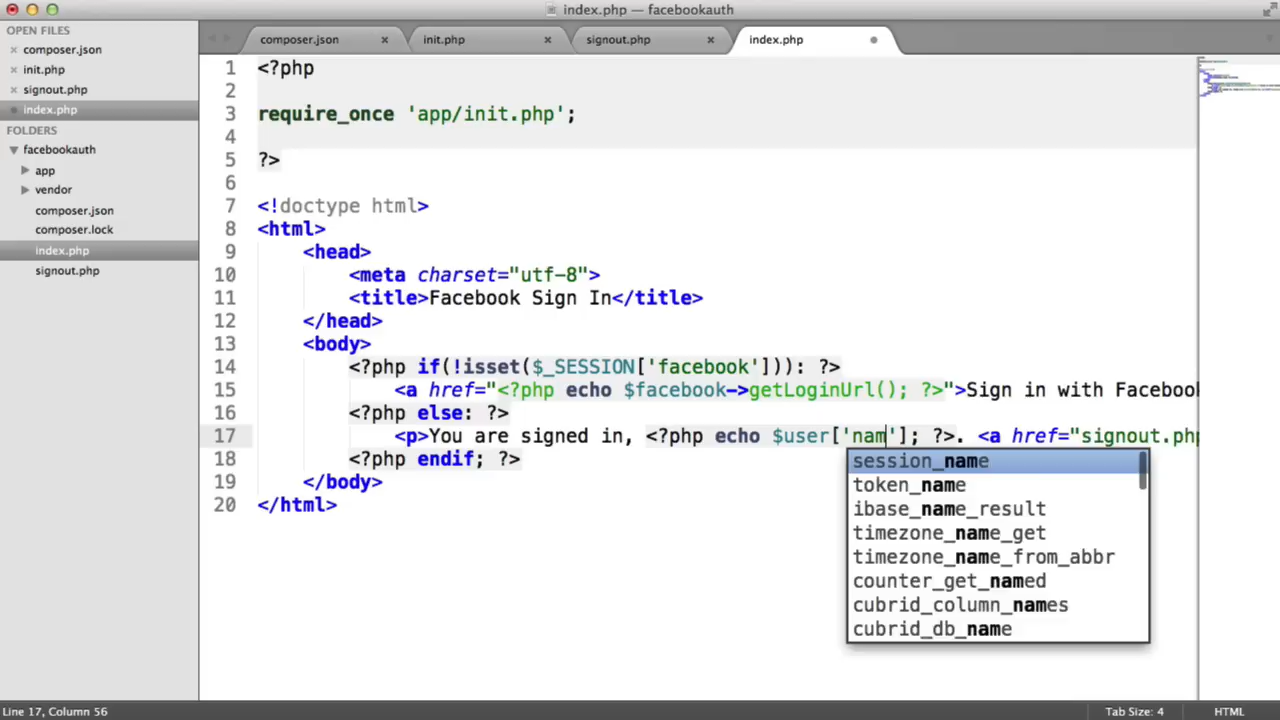 index.php — facebookauth
OPEN FILES
composer.json
init.php
signout.php
index.php
FOLDERS
facebookauth
app
vendor
composer.json
composer.lock
index.php
signout.php
composer.json
init.php
signout.php
index.php
1 <?php
2
3 require_once 'app/init.php';
4
5 ?>
6
7 <!doctype html>
8 <html>
9 <head>
10 <meta charset="utf-8">
11 <title>Facebook Sign In</title>
12 </head>
13 <body>
14 <?php if(!isset($_SESSION['facebook'])): ?>
15 <a href="<?php echo $facebook->getLoginUrl(); ?>">Sign in with Facebook
16 <?php else: ?>
17 <p>You are signed in, <?php echo $user['nam']; ?>. <a href="signout.php
18 <?php endif; ?>
19 </body>
20 </html>
session_name
token_name
ibase_name_result
timezone_name_get
timezone_name_from_abbr
counter_get_named
cubrid_column_names
cubrid_db_name
Line 17, Column 56
Tab Size: 4
HTML